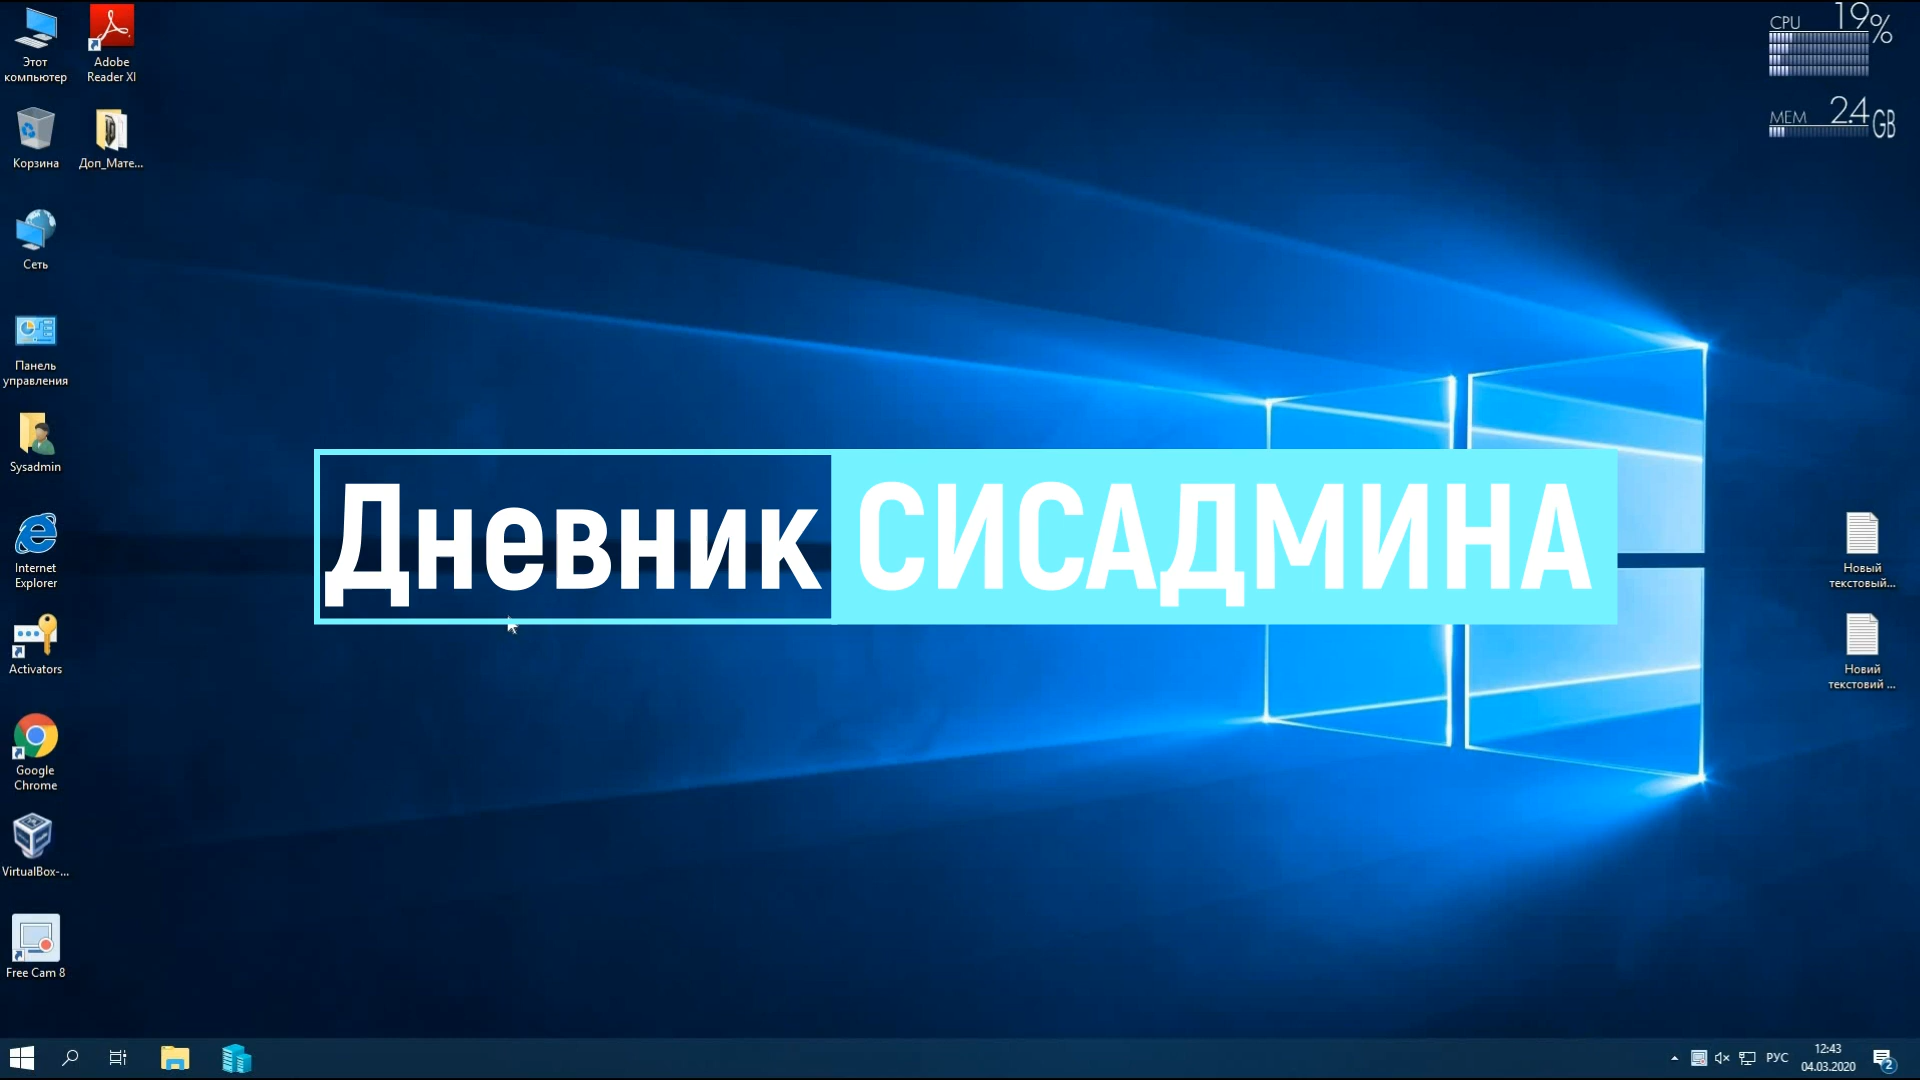 Этот
компьютер
Adobe
Reader XI
Корзина
Доп_Мате...
Сеть
Панель
управления
Sysadmin
Internet
Explorer
Activators
Google
Chrome
VirtualBox-...
Free Cam 8
CPU 19%
MEM 2.4 GB
Дневник СИСАДМИНА
Новый
текстовый...
Новий
текстовий ...
РУС
12:43
04.03.2020
2